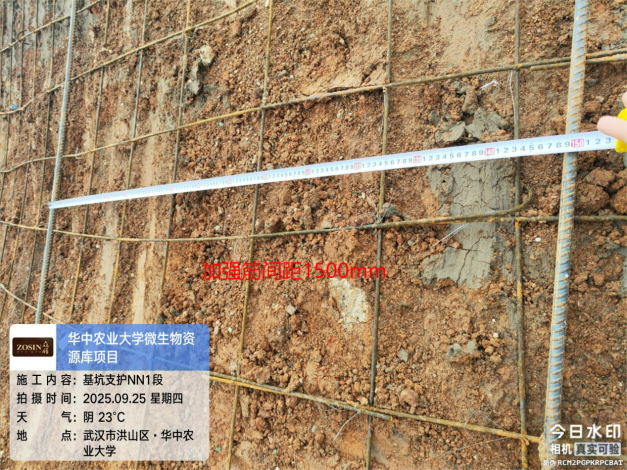 加强筋间距1500mm
ZOSIN
华中农业大学微生物资
源库项目
施工内容：基坑支护NN1段
拍摄时间：2025.09.25 星期四
天 气：阴 23°C
地 点：武汉市洪山区·华中农
业大学
今日水印
相机 真实可验
防伪 RCM2PGPKRPCBAT